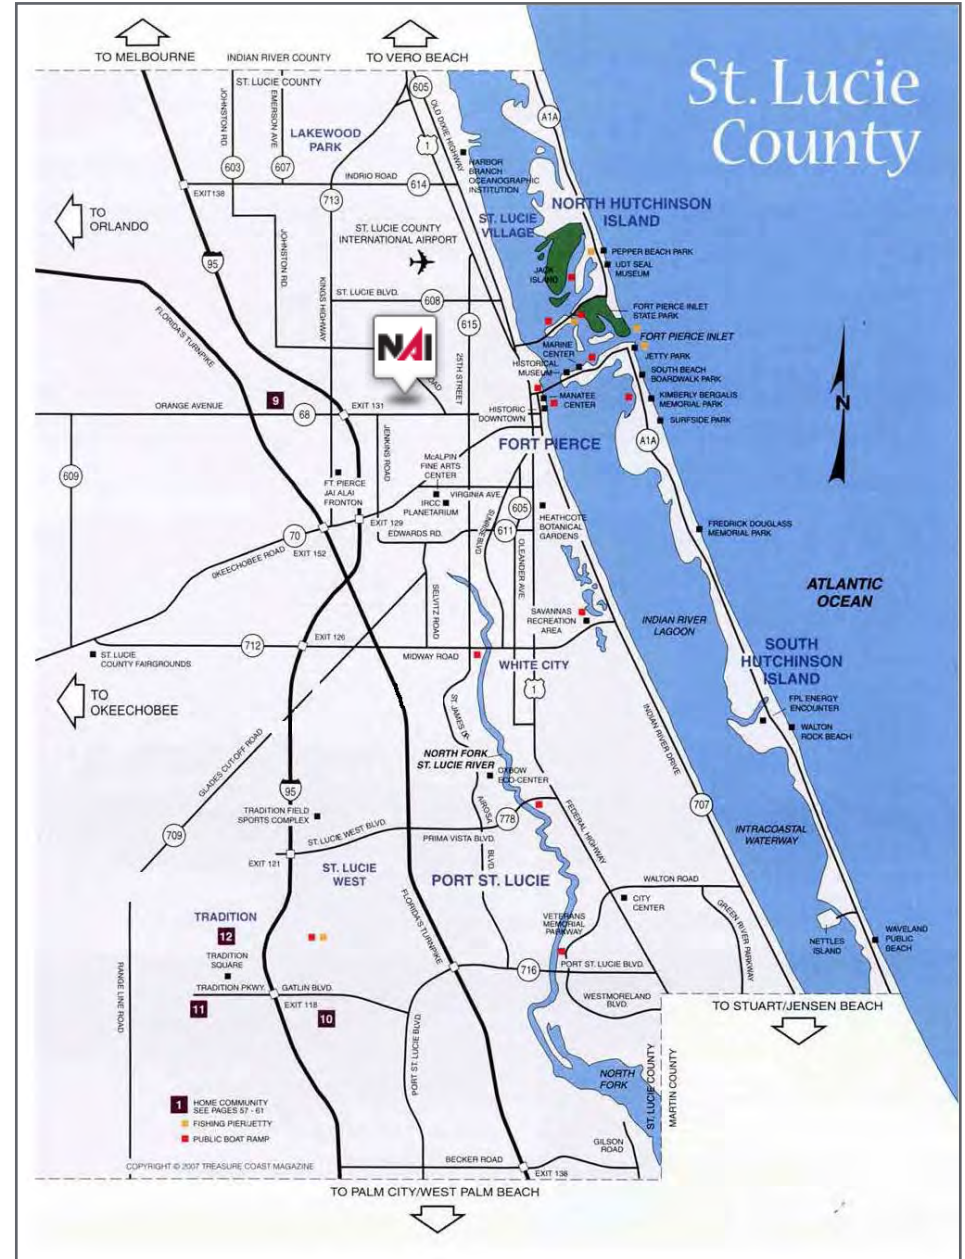 TO MELBOURNE
INDIAN RIVER COUNTY
TO VERO BEACH
ST. LUCIE COUNTY
St. Lucie
County
JOHNSTON RD
EMERSON AVE
LAKEWOOD
PARK
605
OLD DIXIE HIGHWAY
1
A1A
603
607
713
INDRIO ROAD
614
EXIT138
HARBOR
BRANCH
OCEANOGRAPHIC
INSTITUTION
TO
ORLANDO
ST. LUCIE
VILLAGE
NORTH HUTCHINSON
ISLAND
ST. LUCIE COUNTY
INTERNATIONAL AIRPORT
JOHNSTON RD.
KINGS HIGHWAY
95
PEPPER BEACH PARK
UDT SEAL
MUSEUM
JACK
ISLAND
ST. LUCIE BLVD.
608
FORT PIERCE INLET
STATE PARK
FLORIDA'S TURNPIKE
615
NAI
25TH STREET
FORT PIERCE INLET
MARINE
CENTER
JETTY PARK
HISTORICAL
MUSEUM
SOUTH BEACH
BOARDWALK PARK
OAD
9
ORANGE AVENUE
68
EXIT 131
HISTORIC
DOWNTOWN
MANATEE
CENTER
KIMBERLY BERGALIS
MEMORIAL PARK
SURFSIDE PARK
N
JENKINS ROAD
FORT PIERCE
A1A
609
McALPIN
FINE ARTS
CENTER
FT. PIERCE
JAI ALAI
FRONTON
VIRGINIA AVE.
IRCC
PLANETARIUM
605
HEATHCOTE
BOTANICAL
GARDENS
EXIT 129
EDWARDS RD.
SUNRISE BLVD
611
70
EXIT 152
OKEECHOBEE ROAD
OLEANDER AVE.
FREDRICK DOUGLASS
MEMORIAL PARK
ATLANTIC
OCEAN
SELVITZ ROAD
SAVANNAS
RECREATION
AREA
INDIAN RIVER
LAGOON
ST. LUCIE
COUNTY FAIRGROUNDS
712
EXIT 126
MIDWAY ROAD
WHITE CITY
SOUTH
HUTCHINSON
ISLAND
TO
OKEECHOBEE
1
ST. JAMES DR.
INDIAN RIVER DRIVE
FPL ENERGY
ENCOUNTER
WALTON
ROCK BEACH
NORTH FORK
ST. LUCIE RIVER
GLADES CUT-OFF ROAD
OXBOW
ECO-CENTER
95
AIROSA
BLVD.
TRADITION FIELD
SPORTS COMPLEX
ST. LUCIE WEST BLVD.
778
PRIMA VISTA BLVD.
FEDERAL HIGHWAY
707
709
INTRACOASTAL
WATERWAY
EXIT 121
ST. LUCIE
WEST
PORT ST. LUCIE
WALTON ROAD
CITY
CENTER
FLORIDA'S TURNPIKE
TRADITION
12
VETERANS
MEMORIAL
PARKWAY
GREEN RIVER PARKWAY
NETTLES
ISLAND
WAVELAND
PUBLIC
BEACH
TRADITION
SQUARE
RANGE LINE ROAD
716
PORT ST. LUCIE BLVD.
TRADITION PKWY.
GATLIN BLVD.
11
EXIT 118
10
WESTMORELAND
BLVD.
TO STUART/JENSEN BEACH
PORT ST. LUCIE BLVD.
NORTH
FORK
ST. LUCIE COUNTY
MARTIN COUNTY
1
HOME COMMUNITY
SEE PAGES 57 - 61
FISHING PIER/JETTY
PUBLIC BOAT RAMP
GILSON
ROAD
COPYRIGHT © 2007 TREASURE COAST MAGAZINE
BECKER ROAD
EXIT 138
TO PALM CITY/WEST PALM BEACH